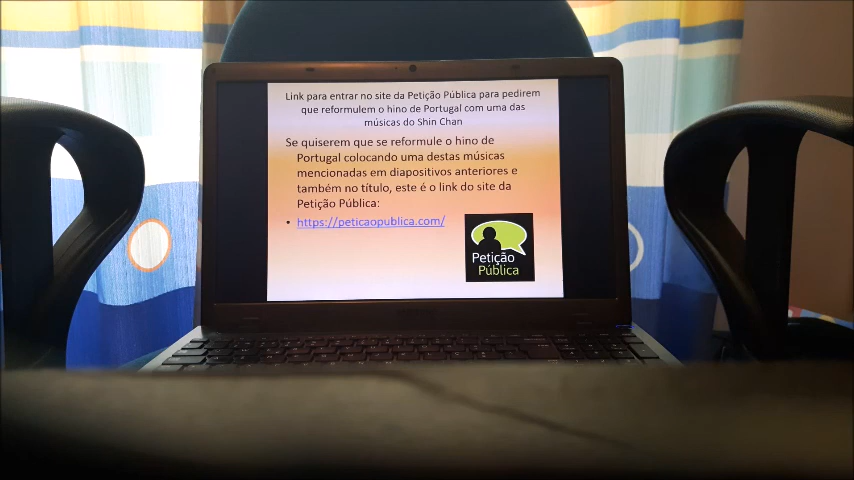 Link para entrar no site da Petição Pública para pedirem
que reformulem o hino de Portugal com uma das
músicas do Shin Chan
Se quiserem que se reformule o hino de
Portugal colocando uma destas músicas
mencionadas em diapositivos anteriores e
também no título, este é o link do site da
Petição Pública:
• https://peticaopublica.com/
Petição
Pública